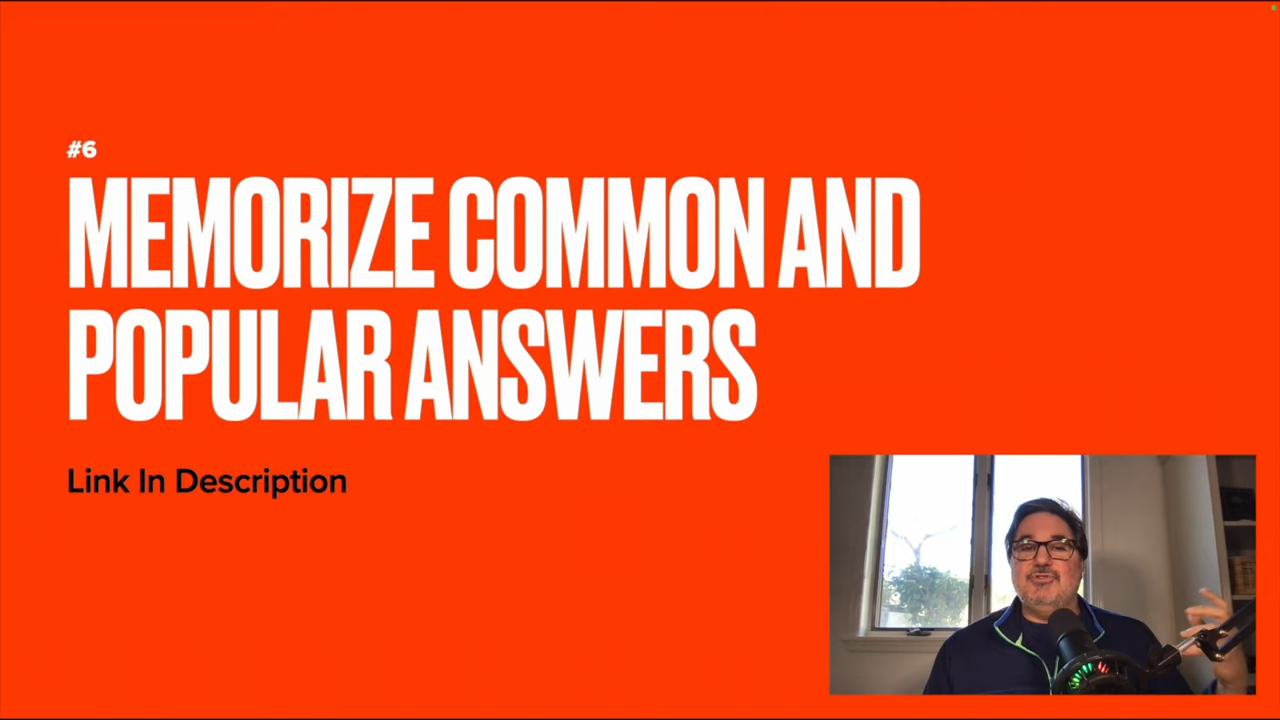 #6
MEMORIZE COMMON AND
POPULAR ANSWERS
Link In Description